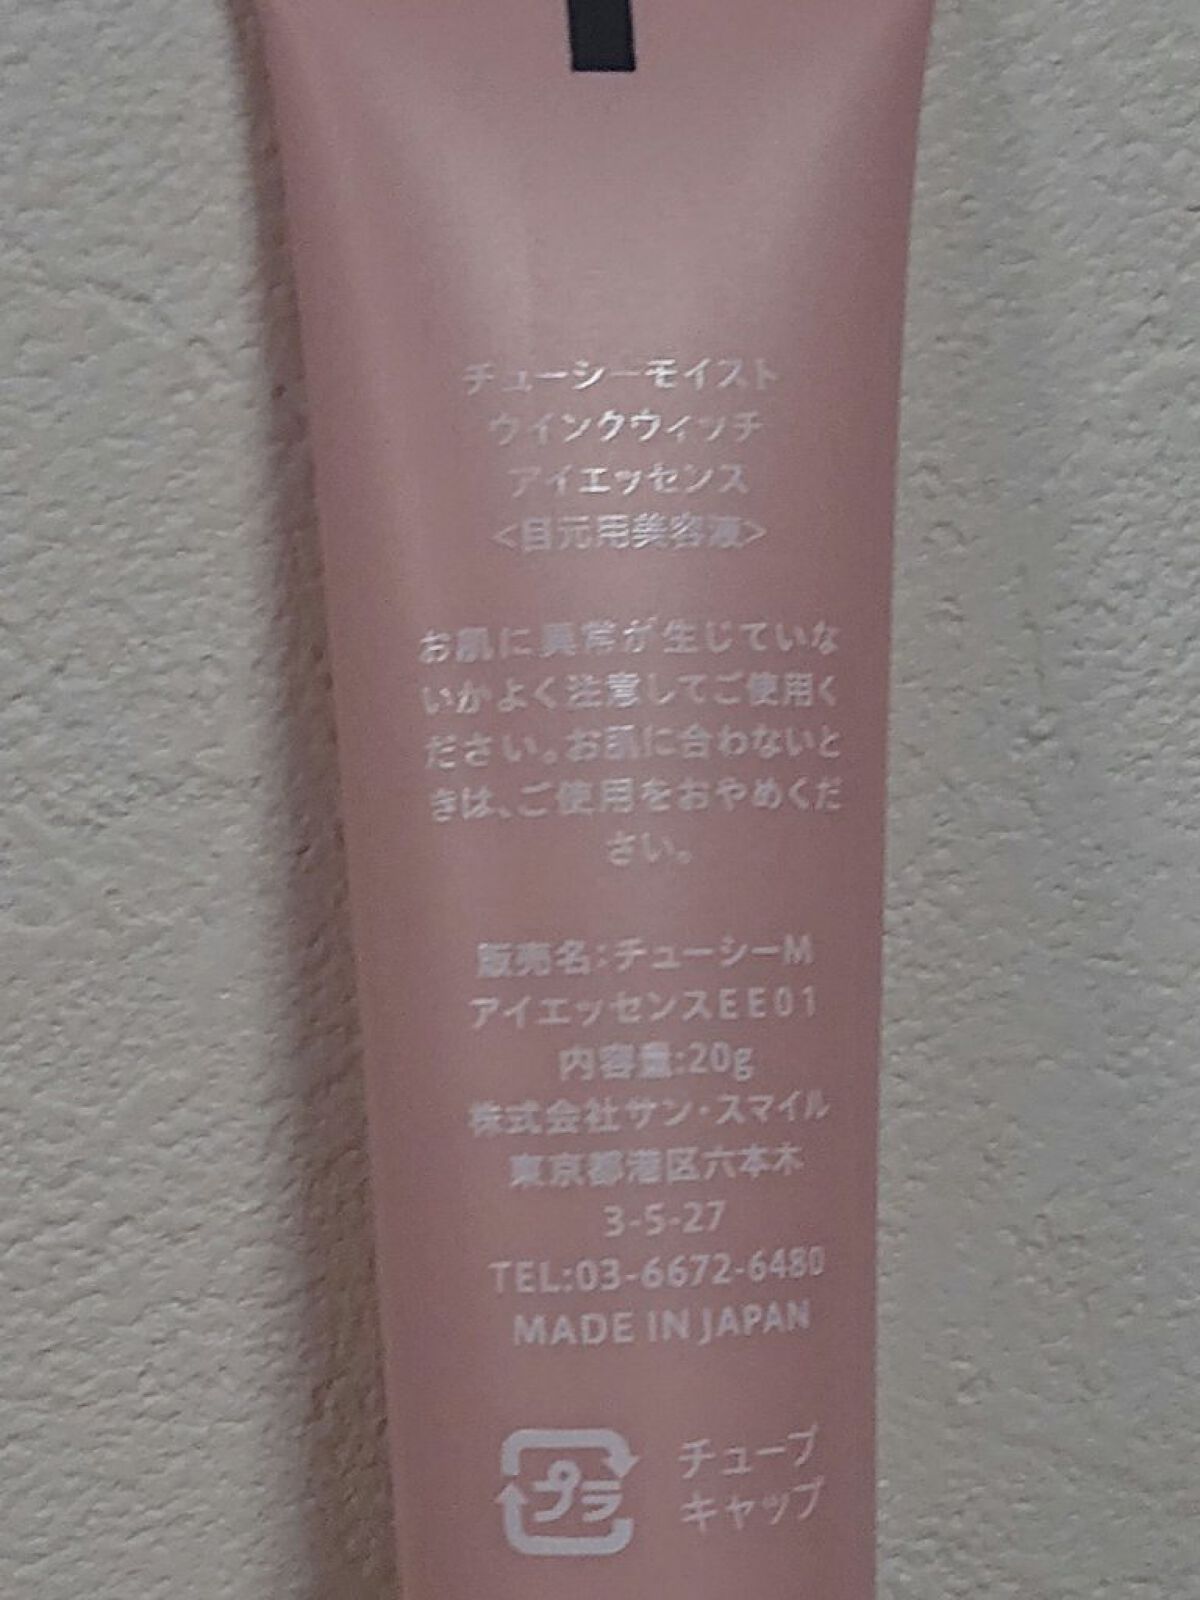 チューシーモイスト
ウインクウィッチ
アイエッセンス
<目元用美容液>
お肌に異常が生じていな
いかよく注意してご使用く
ださい。お肌に合わないと
きは、ご使用をおやめくだ
さい。
販売名:チューシーM
アイエッセンスEE01
内容量:20g
株式会社サン・スマイル
東京都港区六本木
3-5-27
TEL:03-6672-6480
MADE IN JAPAN
プラ
チューブ
キャップ